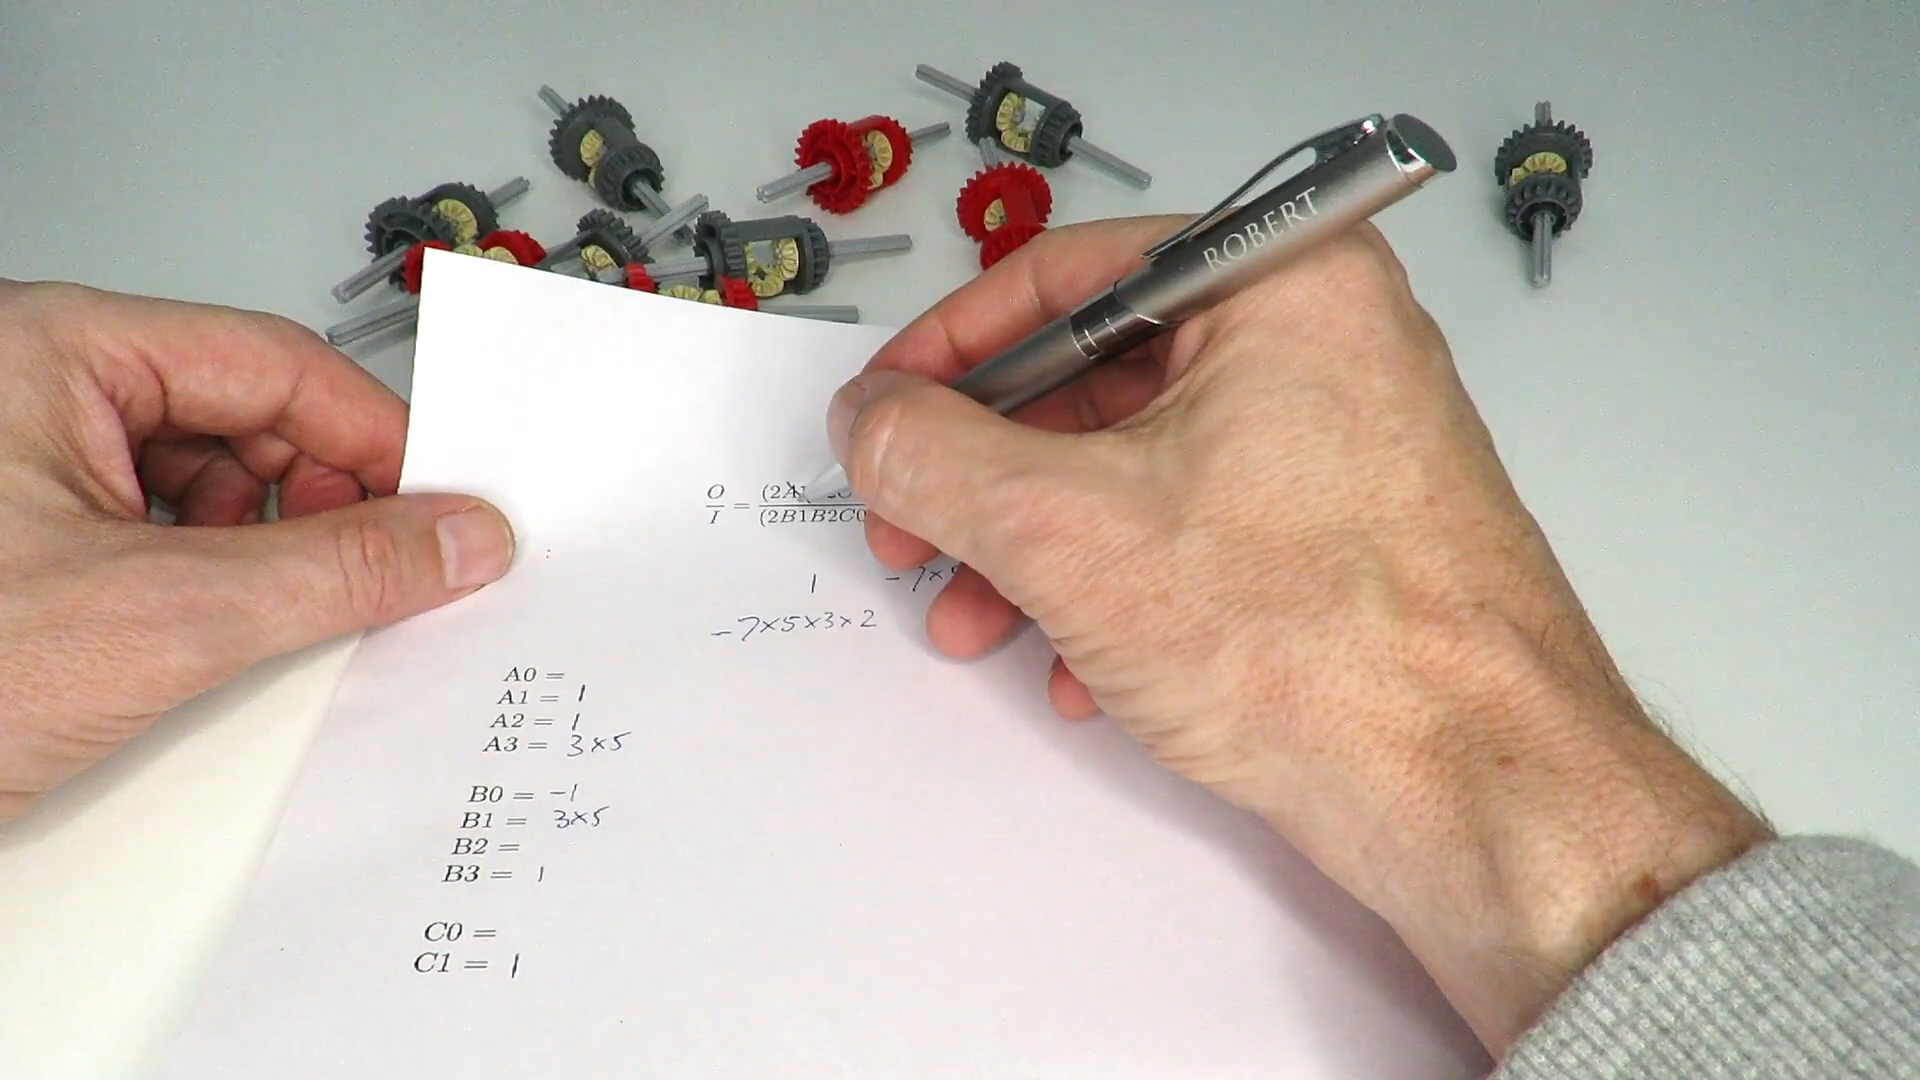 ROBERT
O/I = (2A
(2B1B2C0
1
- 7×
- 7×5×3×2
A0 =
A1 = 1
A2 = 1
A3 = 3×5
B0 = -1
B1 = 3×5
B2 =
B3 = 1
C0 =
C1 = 1